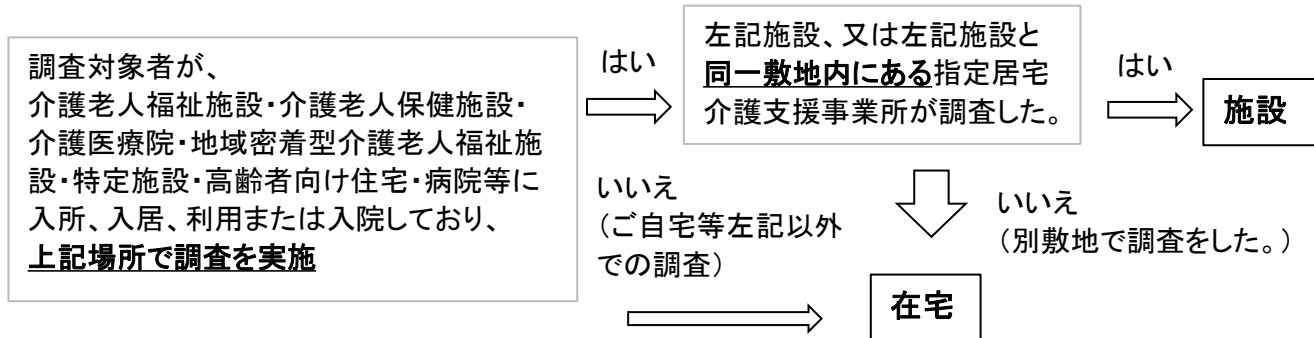 調査対象者が、
介護老人福祉施設・介護老人保健施設・
介護医療院・地域密着型介護老人福祉施
設・特定施設・高齢者向け住宅・病院等に
入所、入居、利用または入院しており、
上記場所で調査を実施
はい
左記施設、又は左記施設と
同一敷地内にある指定居宅
介護支援事業所が調査した。
はい
施設
いいえ
（ご自宅等左記以外
での調査）
いいえ
（別敷地で調査をした。）
在宅